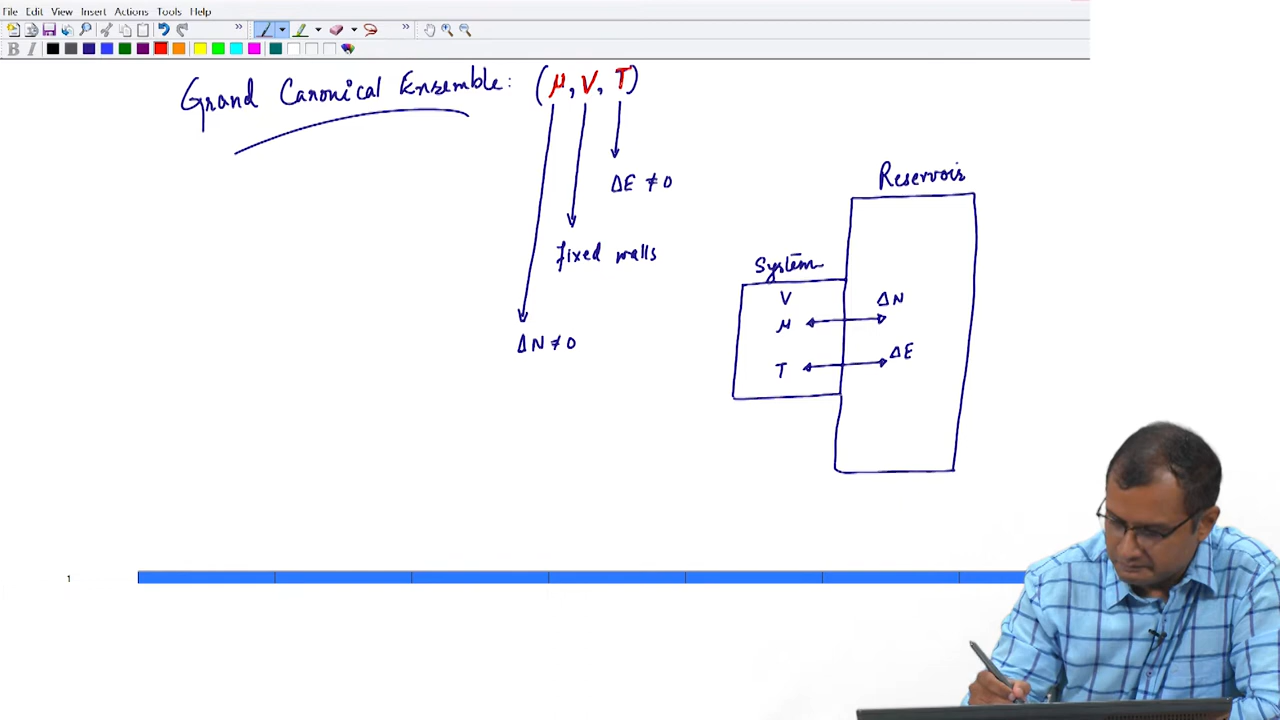 File Edit View Insert Actions Tools Help
» »
B I
Grand Canonical Ensemble: (μ, V, T)
ΔE ≠ 0
Reservoir
fixed walls
System
V
ΔN
μ
ΔN ≠ 0
ΔE
T
1